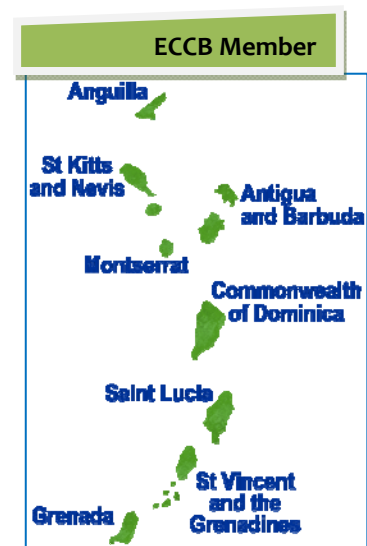 ECCB Member
Anguilla
St Kitts
and Nevis
Antigua
and Barbuda
Montserrat
Commonwealth
of Dominica
Saint Lucia
St Vincent
and the
Grenadines
Grenada